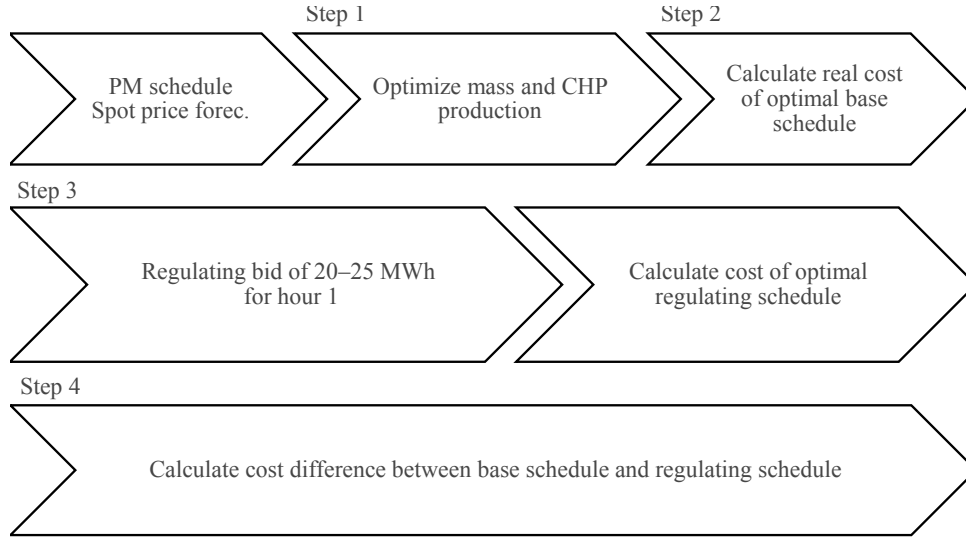 Step 1
Step 2
PM schedule
Spot price forec.
Optimize mass and CHP
production
Calculate real cost
of optimal base
schedule
Step 3
Regulating bid of 20–25 MWh
for hour 1
Calculate cost of optimal
regulating schedule
Step 4
Calculate cost difference between base schedule and regulating schedule